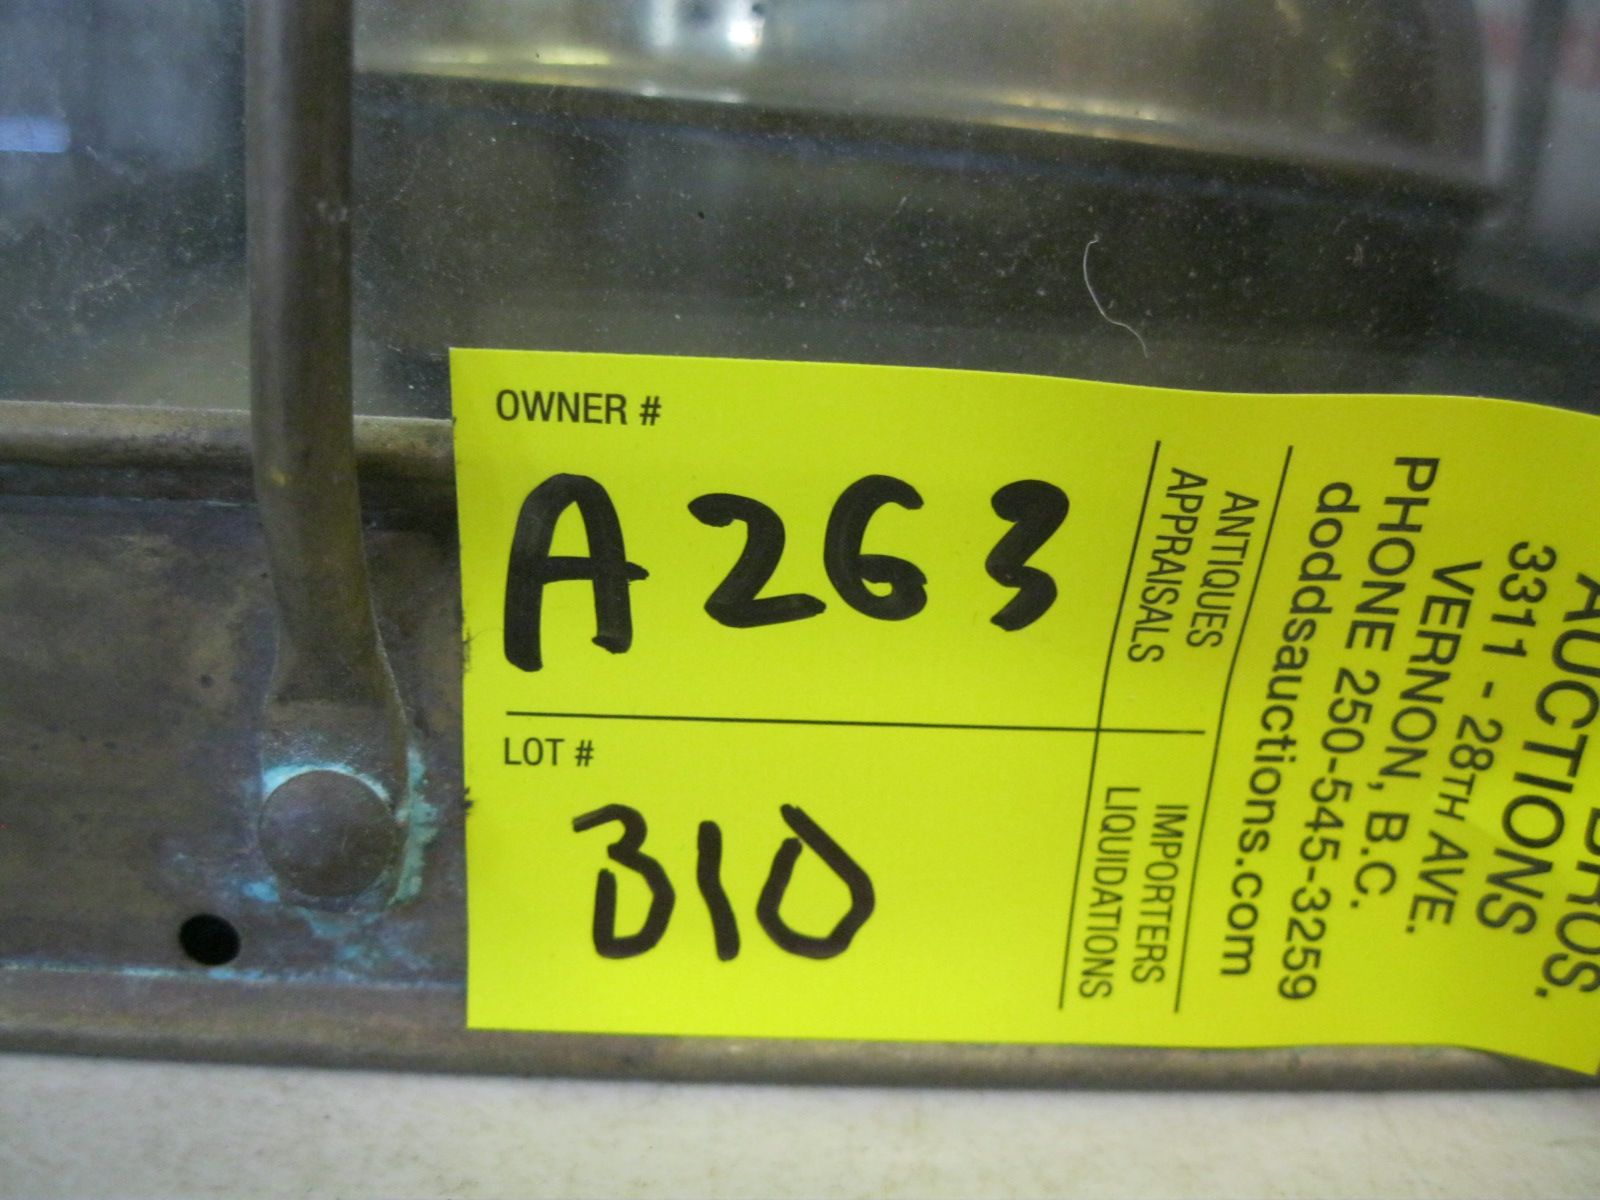 OWNER #
A263
LOT #
310
ANTIQUES
APPRAISALS
IMPORTERS
LIQUIDATIONS
BROS.
AUCTIONS
3311 - 28TH AVE.
VERNON, B.C.
PHONE 250-545-3259
doddsauctions.com